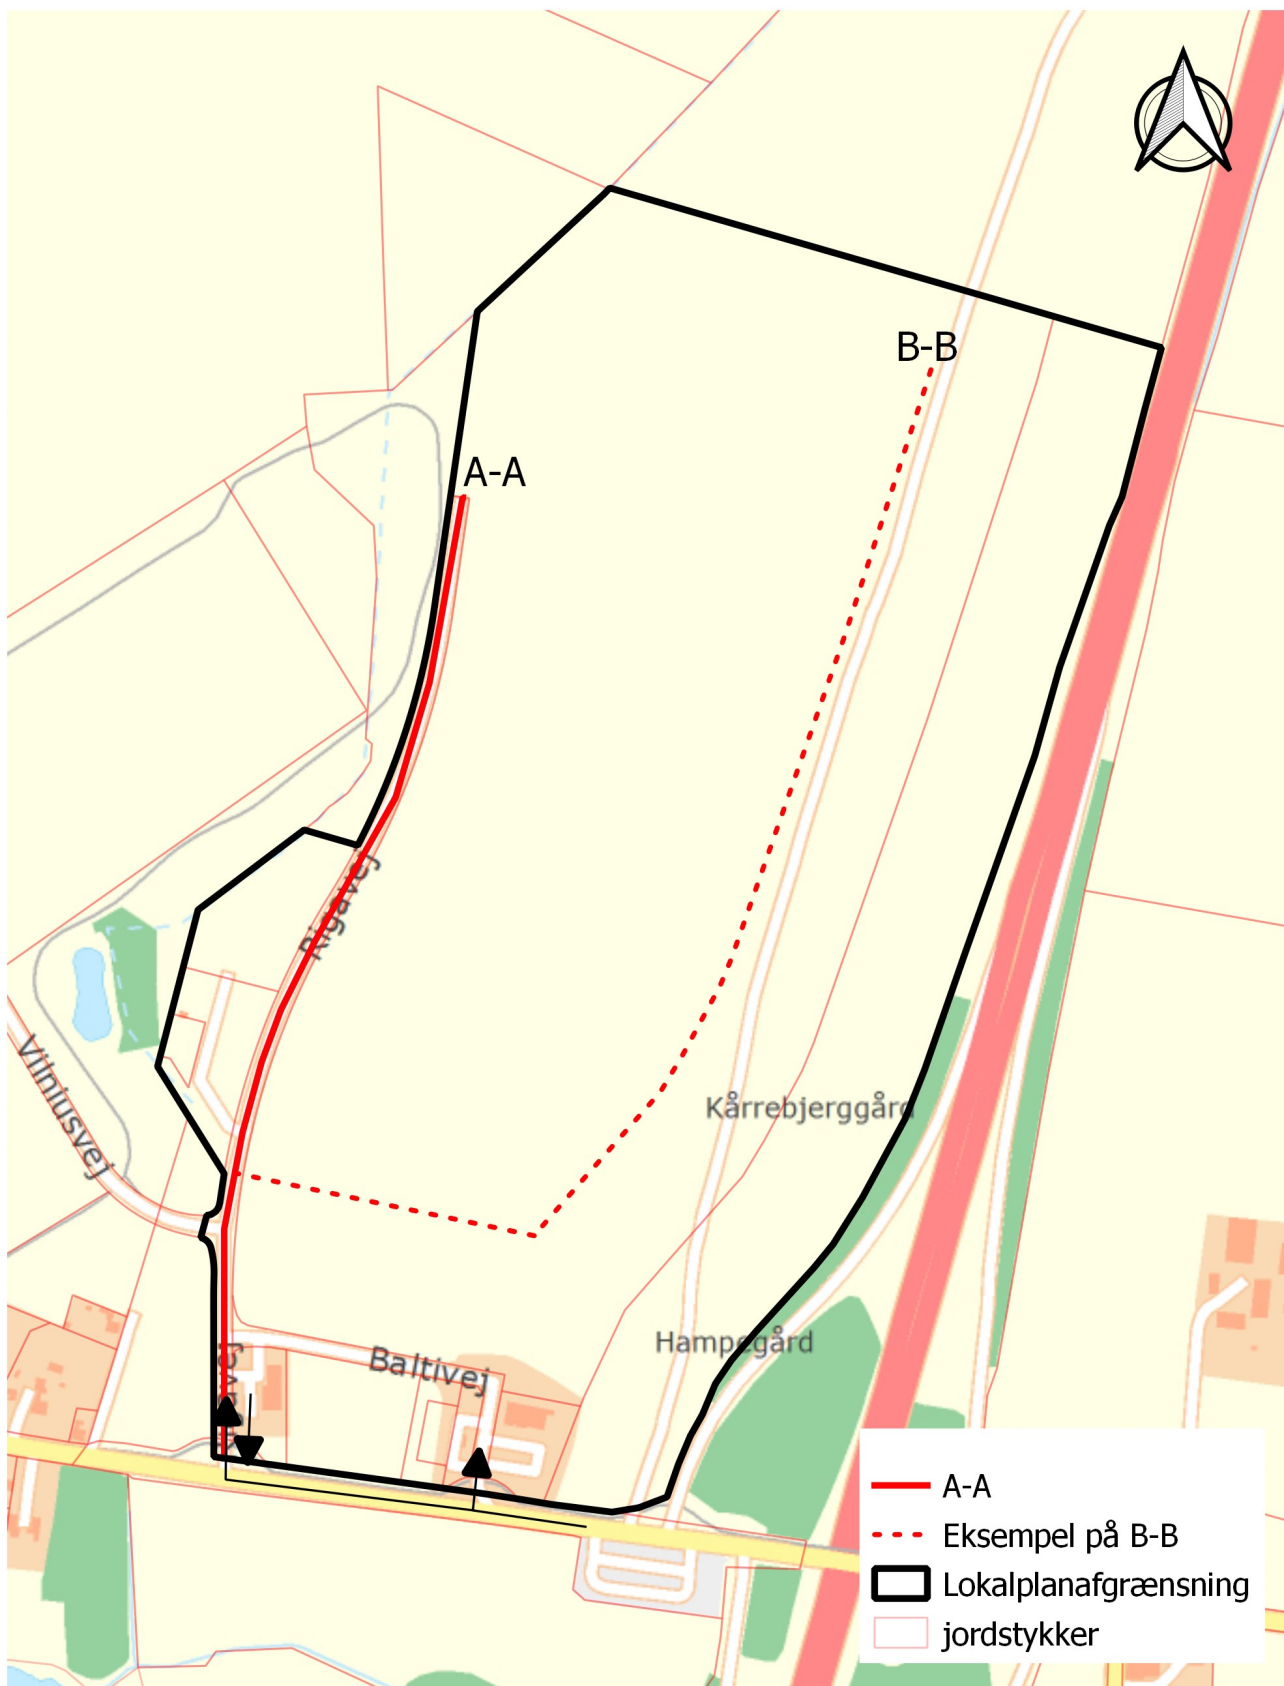 B-B
A-A
Rigavej
Vilniusvej
Kårrebjerggård
Hampegård
Baltivej
A-A
Eksempel på B-B
Lokalplanafgrænsning
jordstykker